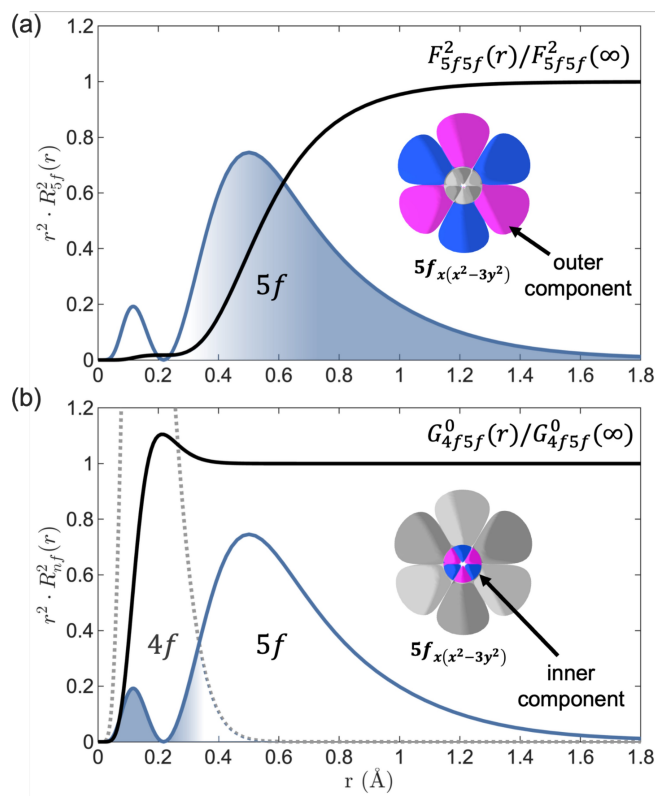 (a)
F²₅f₅f(r)/F²₅f₅f(∞)
1.2
1
0.8
0.6
0.4
0.2
0
r² · R²₅f(r)
5f
5f x(x²−3y²)
outer
component
0 0.2 0.4 0.6 0.8 1 1.2 1.4 1.6 1.8
(b)
G⁰₄f₅f(r)/G⁰₄f₅f(∞)
1.2
1
0.8
0.6
0.4
0.2
0
r² · R²nf(r)
4f
5f
5f x(x²−3y²)
inner
component
0 0.2 0.4 0.6 0.8 1 1.2 1.4 1.6 1.8
r (Å)